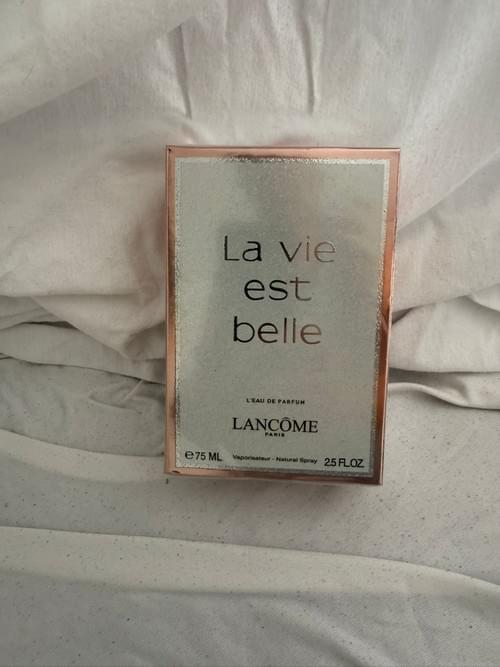 La vie
est
belle
L'EAU DE PARFUM
LANCÔME
PARIS
℮ 75 ML Vaporisateur - Natural Spray 2.5 FL.OZ.